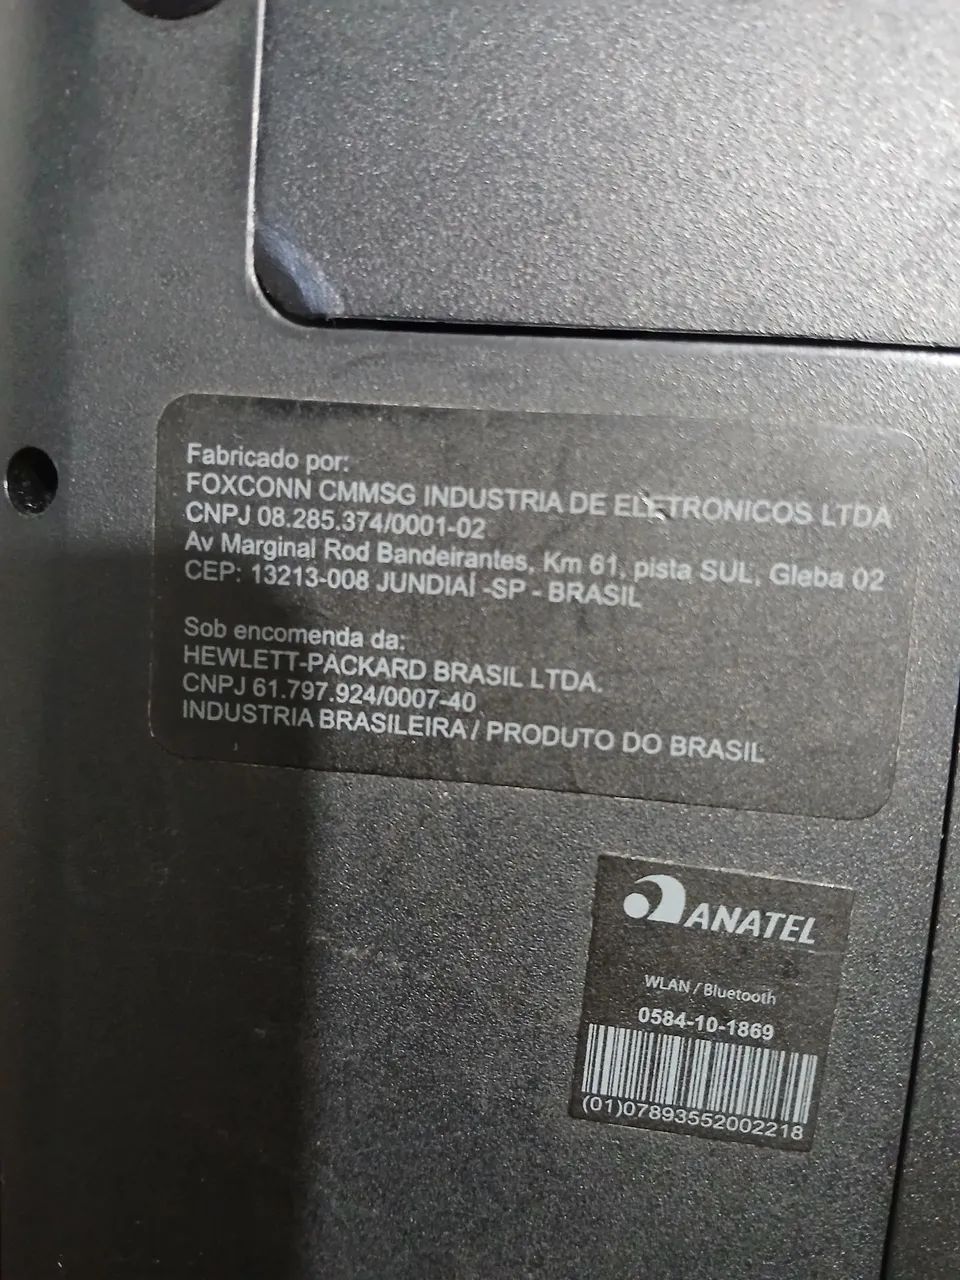 Fabricado por:
FOXCONN CMMSG INDUSTRIA DE ELETRONICOS LTDA
CNPJ 08.285.374/0001-02
Av Marginal Rod Bandeirantes, Km 61, pista SUL, Gleba 02
CEP: 13213-008 JUNDIAÍ -SP - BRASIL
Sob encomenda da:
HEWLETT-PACKARD BRASIL LTDA.
CNPJ 61.797.924/0007-40
INDUSTRIA BRASILEIRA / PRODUTO DO BRASIL
ANATEL
WLAN / Bluetooth
0584-10-1869
(01)07893552002218